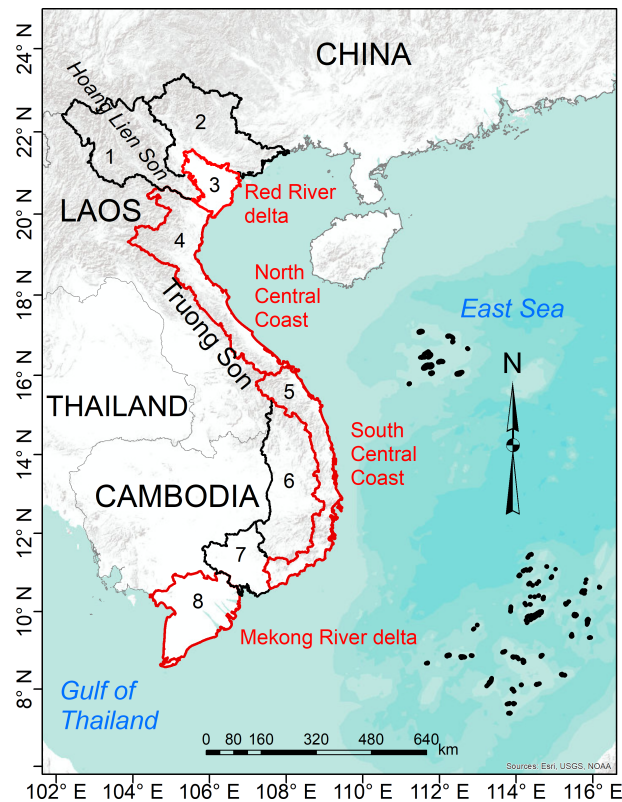 24° N
22° N
20° N
18° N
16° N
14° N
12° N
10° N
8° N
CHINA
Hoang Lien Son
1
2
3
Red River
delta
LAOS
4
North
Central
Coast
Truong Son
East Sea
N
THAILAND
5
South
Central
Coast
6
CAMBODIA
7
8
Mekong River delta
Gulf of
Thailand
0 80 160 320 480 640
km
Sources: Esri, USGS, NOAA
102° E 104° E 106° E 108° E 110° E 112° E 114° E 116° E